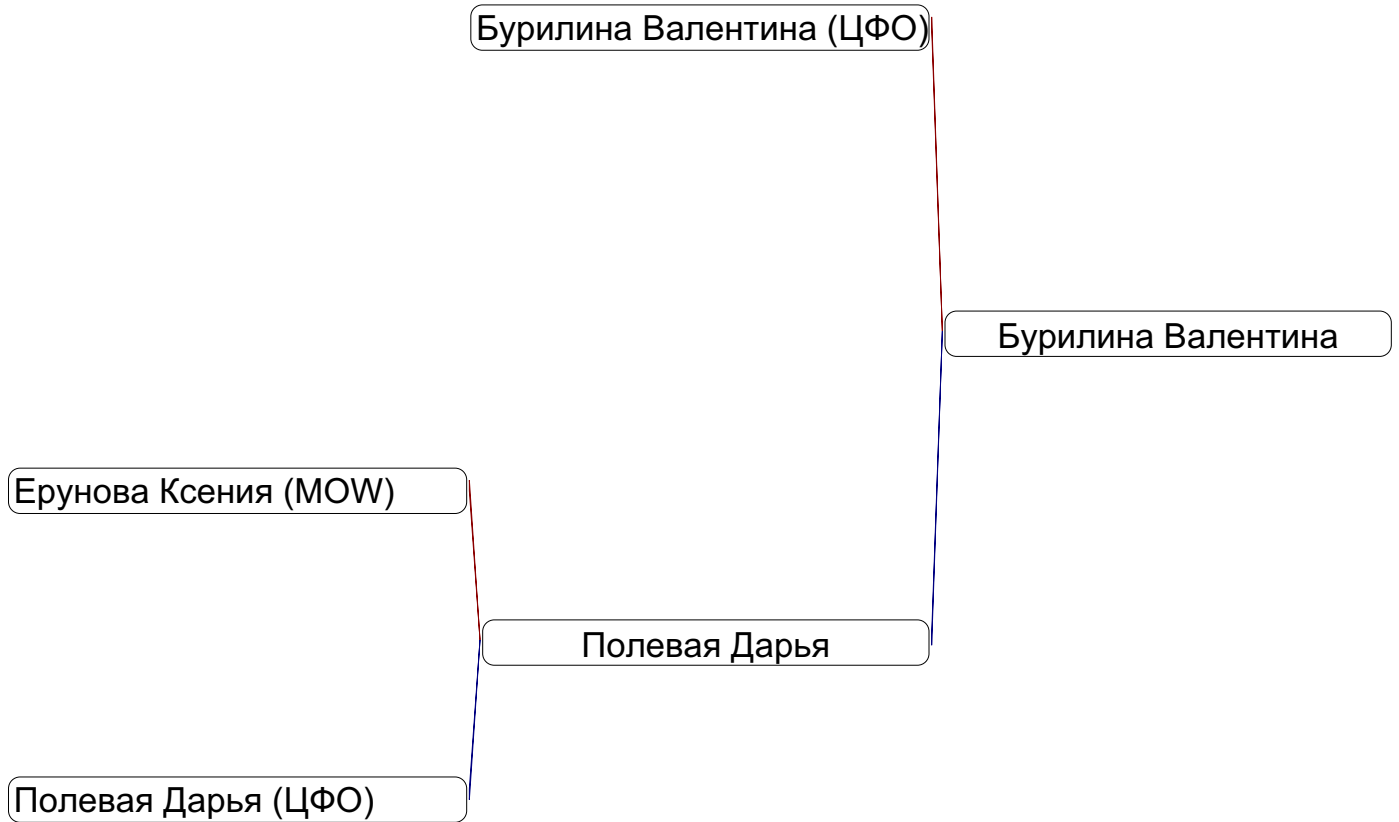 Бурилина Валентина (ЦФО)
Бурилина Валентина
Ерунова Ксения (MOW)
Полевая Дарья
Полевая Дарья (ЦФО)